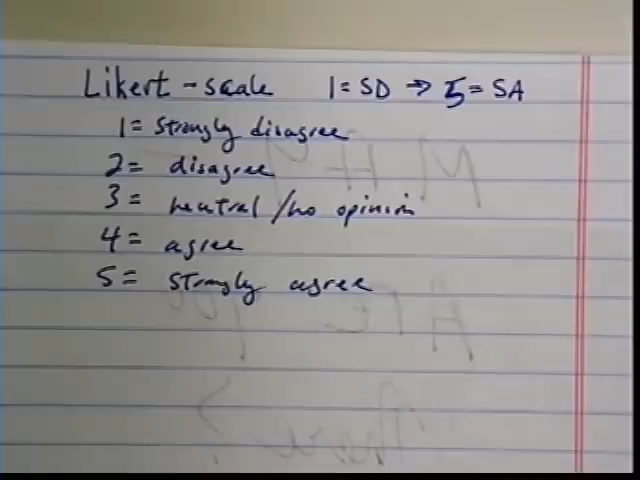 Likert-scale 1 = SD → 5 = SA
1 = Strongly disagree
2 = disagree
3 = neutral/no opinion
4 = agree
5 = strongly agree